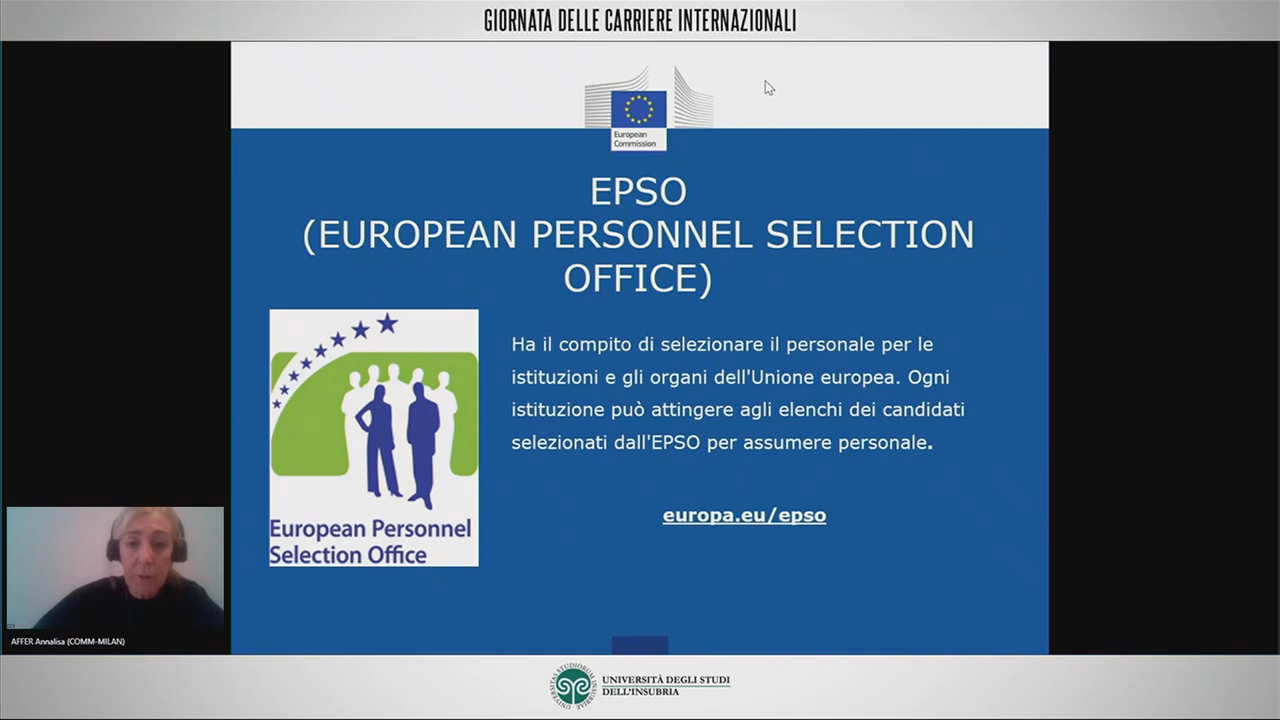 GIORNATA DELLE CARRIERE INTERNAZIONALI
European
Commission
EPSO
(EUROPEAN PERSONNEL SELECTION
OFFICE)
Ha il compito di selezionare il personale per le
istituzioni e gli organi dell'Unione europea. Ogni
istituzione può attingere agli elenchi dei candidati
selezionati dall'EPSO per assumere personale.
europa.eu/epso
European Personnel
Selection Office
AFFER Annalisa (COMM-MILAN)
UNIVERSITÀ DEGLI STUDI
DELL'INSUBRIA